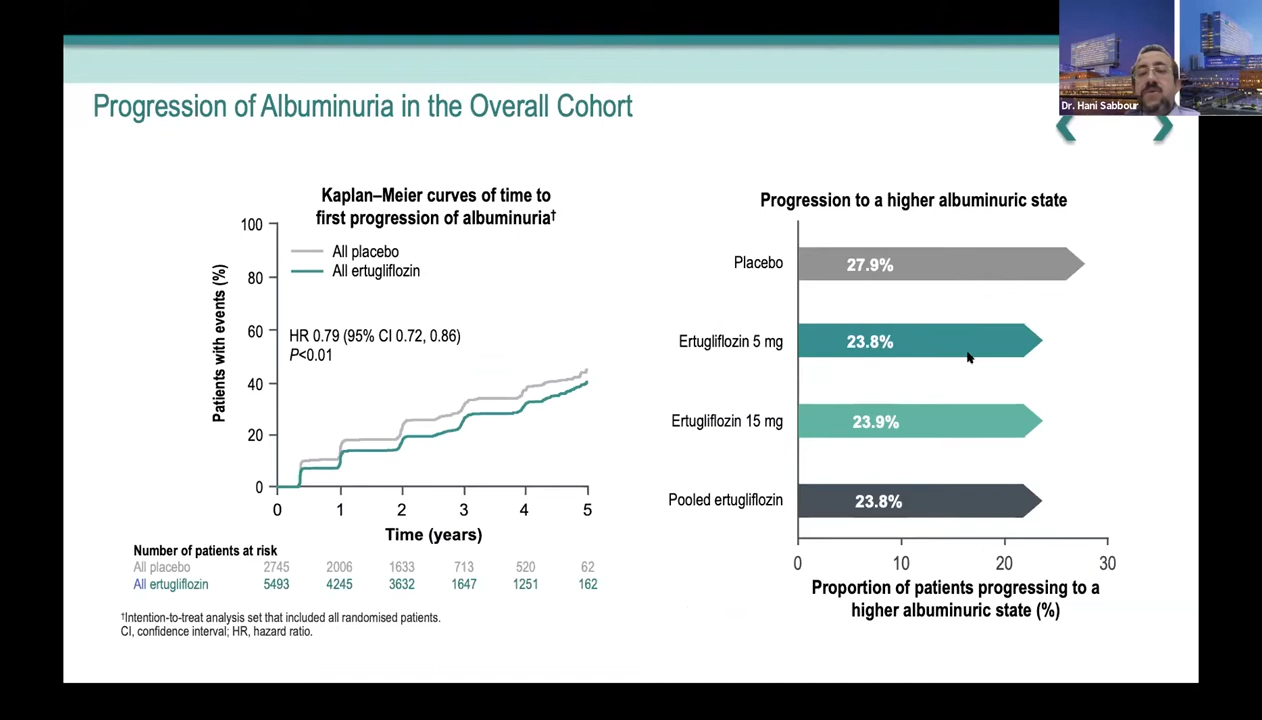 Dr. Hani Sabbour
Progression of Albuminuria in the Overall Cohort
Kaplan–Meier curves of time to
first progression of albuminuria†
100
80
60
40
20
0
Patients with events (%)
All placebo
All ertugliflozin
HR 0.79 (95% CI 0.72, 0.86)
P<0.01
0 1 2 3 4 5
Time (years)
Number of patients at risk
All placebo 2745 2006 1633 713 520 62
All ertugliflozin 5493 4245 3632 1647 1251 162
†Intention-to-treat analysis set that included all randomised patients.
CI, confidence interval; HR, hazard ratio.
Progression to a higher albuminuric state
Placebo 27.9%
Ertugliflozin 5 mg 23.8%
Ertugliflozin 15 mg 23.9%
Pooled ertugliflozin 23.8%
0 10 20 30
Proportion of patients progressing to a
higher albuminuric state (%)